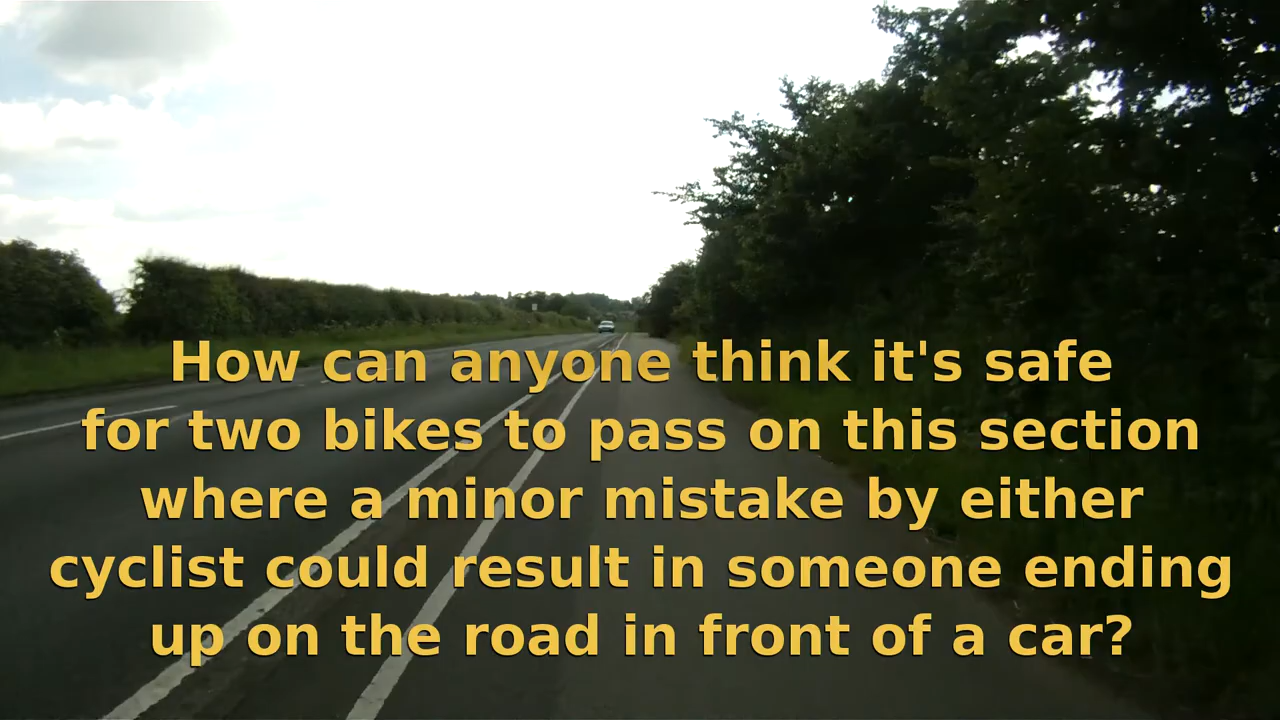 How can anyone think it's safe
for two bikes to pass on this section
where a minor mistake by either
cyclist could result in someone ending
up on the road in front of a car?